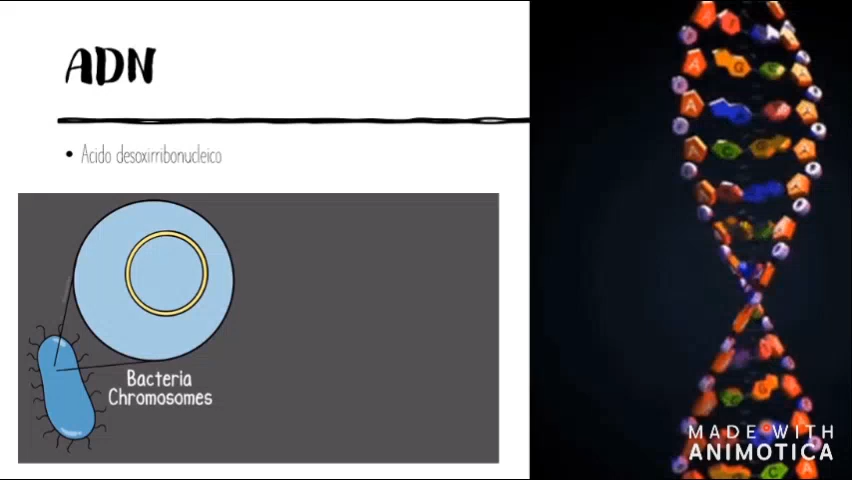 ADN
• Acido desoxirribonucleico
Bacteria
Chromosomes
MADE WITH
ANIMOTICA